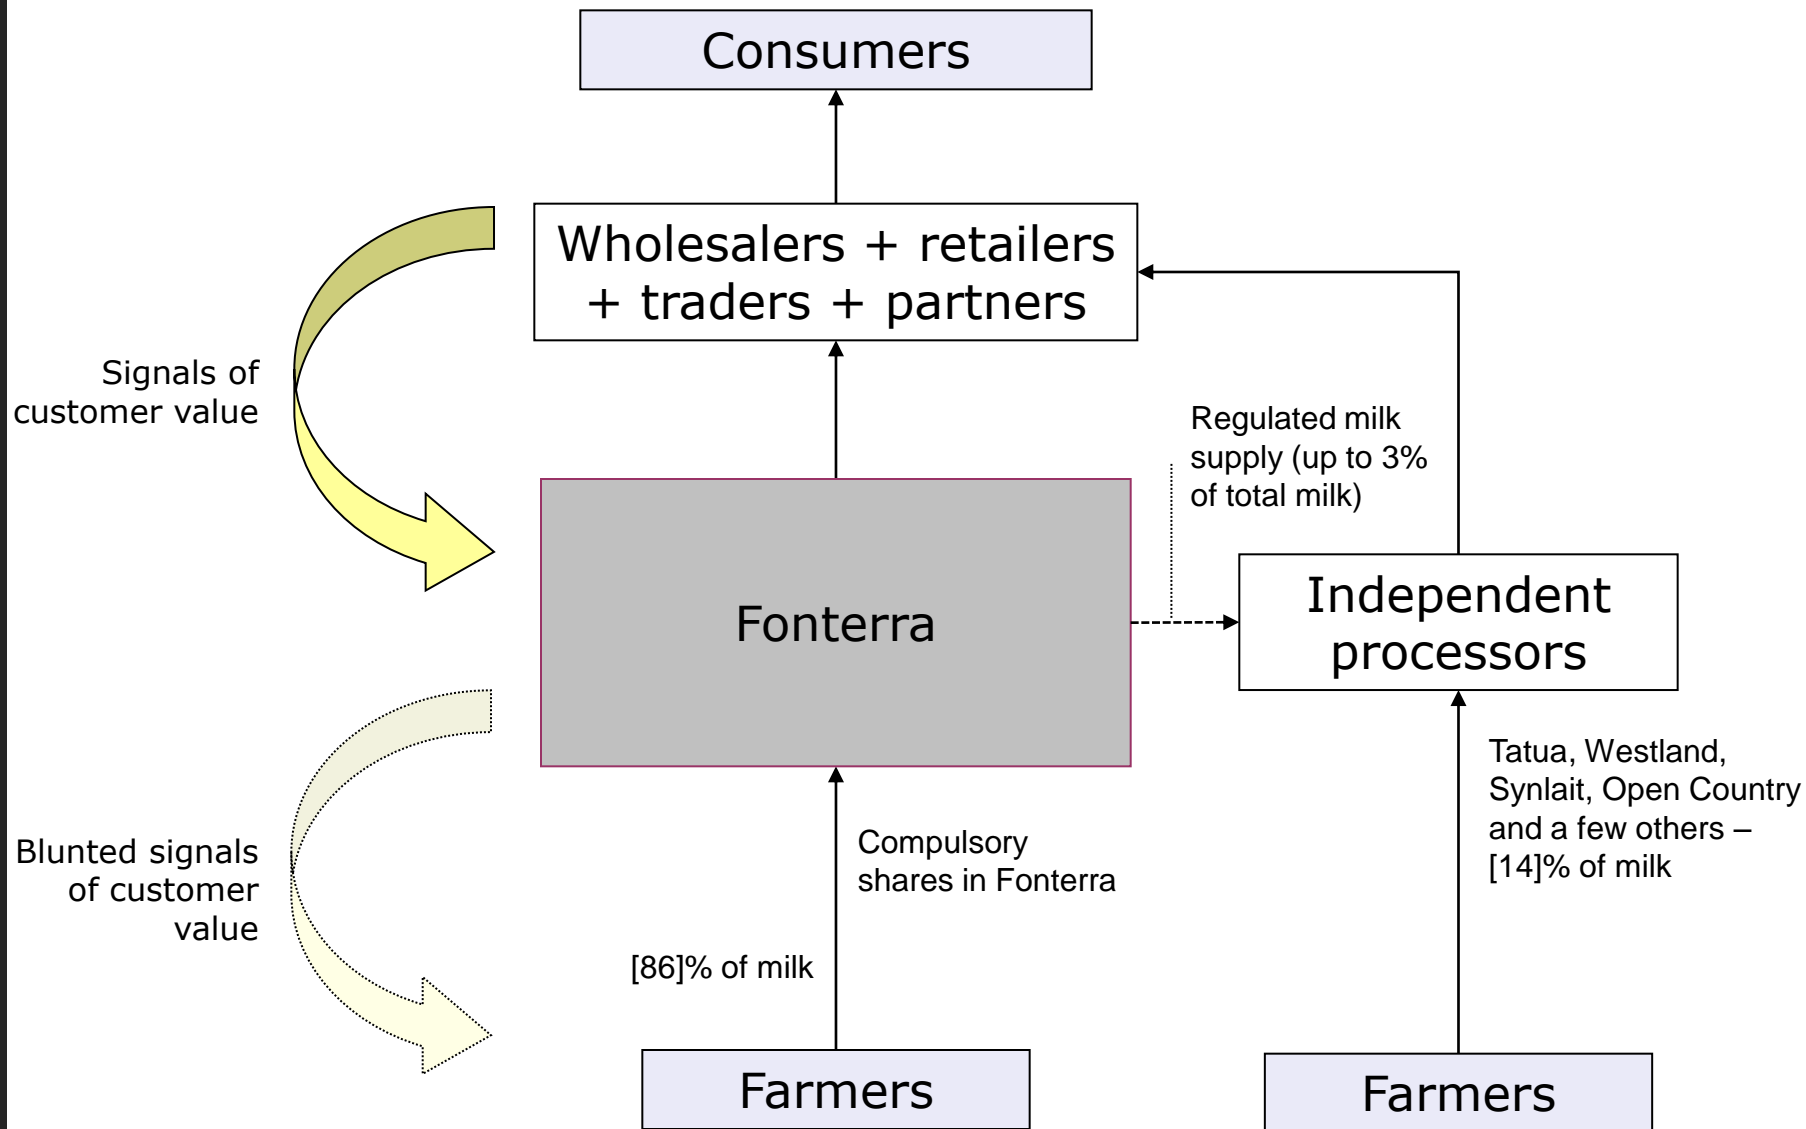 Consumers
Wholesalers + retailers
+ traders + partners
Signals of
customer value
Regulated milk
supply (up to 3%
of total milk)
Fonterra
Independent
processors
Tatua, Westland,
Synlait, Open Country
and a few others –
[14]% of milk
Blunted signals
of customer
value
Compulsory
shares in Fonterra
[86]% of milk
Farmers
Farmers